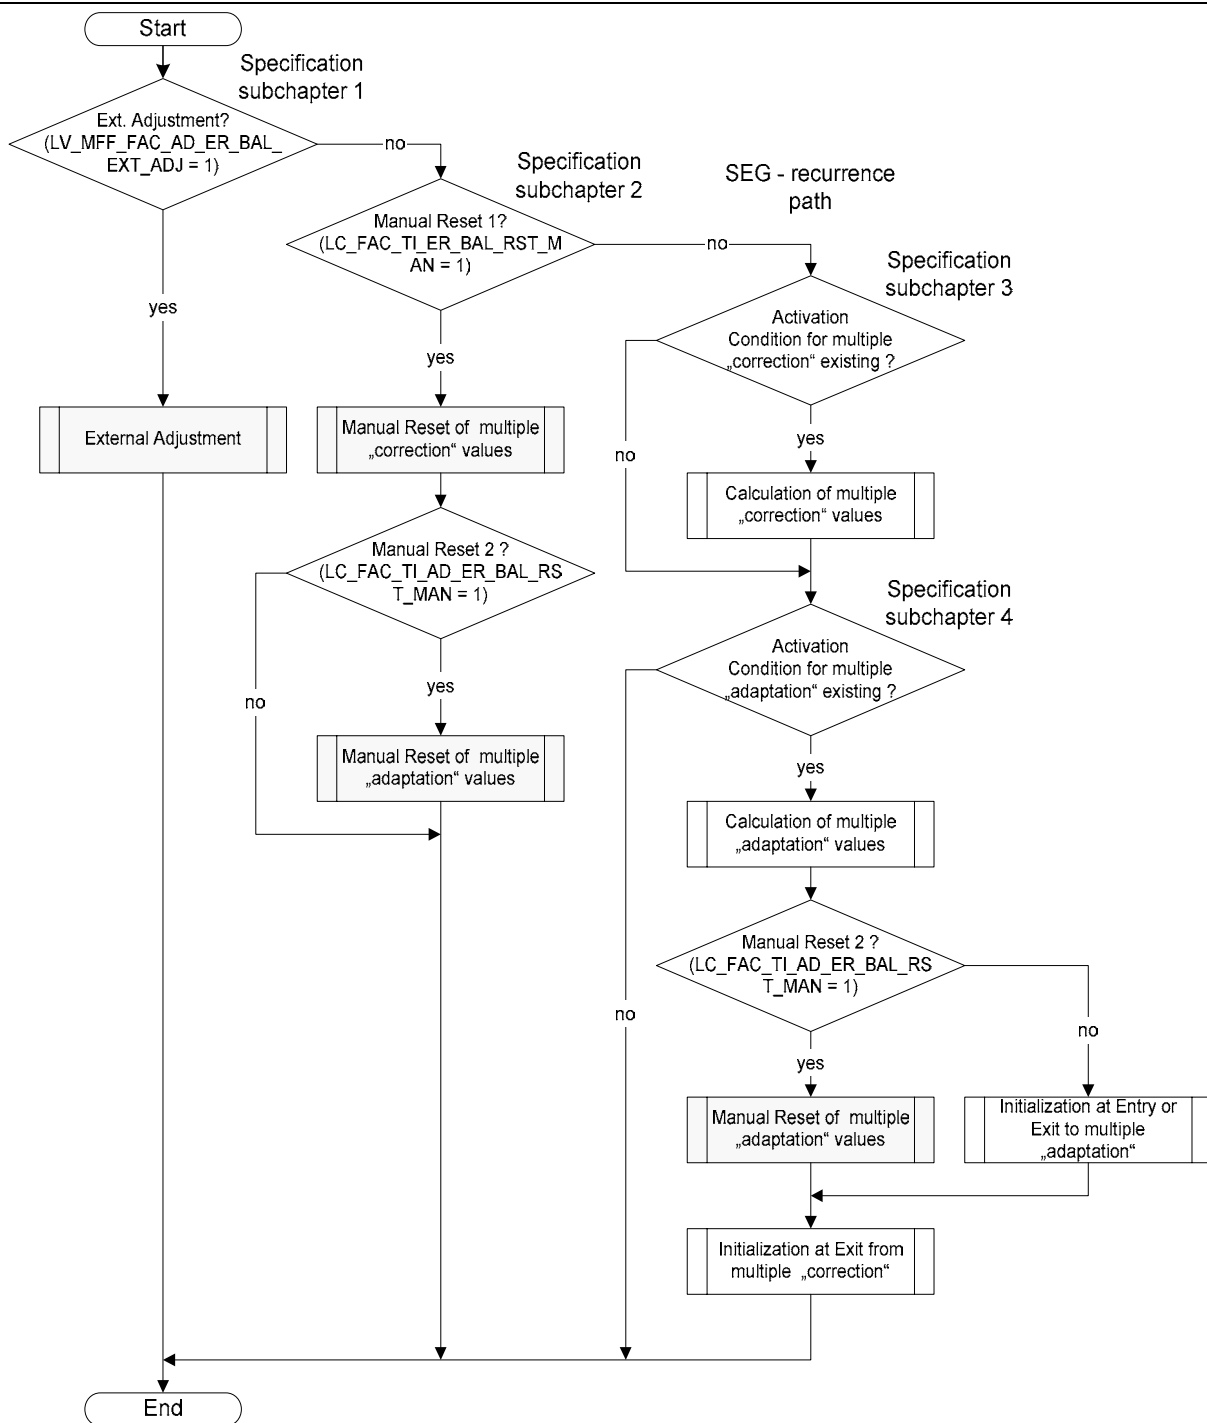 Start
Specification
subchapter 1
Ext. Adjustment?
(LV_MFF_FAC_AD_ER_BAL_
EXT_ADJ = 1)
no
yes
External Adjustment
Specification
subchapter 2
Manual Reset 1?
(LC_FAC_TI_ER_BAL_RST_M
AN = 1)
no
yes
Manual Reset of multiple
„correction“ values
Manual Reset 2 ?
(LC_FAC_TI_AD_ER_BAL_RS
T_MAN = 1)
no
yes
Manual Reset of multiple
„adaptation“ values
SEG - recurrence
path
Specification
subchapter 3
Activation
Condition for multiple
„correction“ existing ?
yes
no
Calculation of multiple
„correction“ values
Specification
subchapter 4
Activation
Condition for multiple
„adaptation“ existing ?
yes
Calculation of multiple
„adaptation“ values
Manual Reset 2 ?
(LC_FAC_TI_AD_ER_BAL_RS
T_MAN = 1)
no
no
yes
Manual Reset of multiple
„adaptation“ values
Initialization at Entry or
Exit to multiple
„adaptation“
Initialization at Exit from
multiple „correction“
End